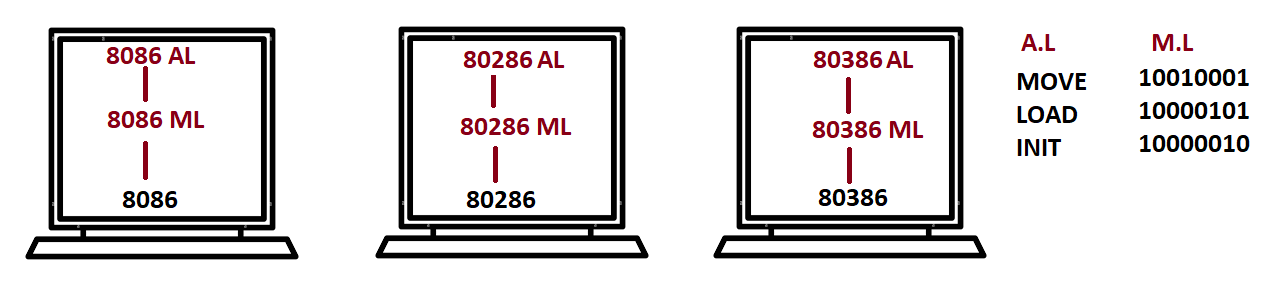 8086 AL
8086 ML
8086
80286 AL
80286 ML
80286
80386 AL
80386 ML
80386
A.L M.L
MOVE 10010001
LOAD 10000101
INIT 10000010